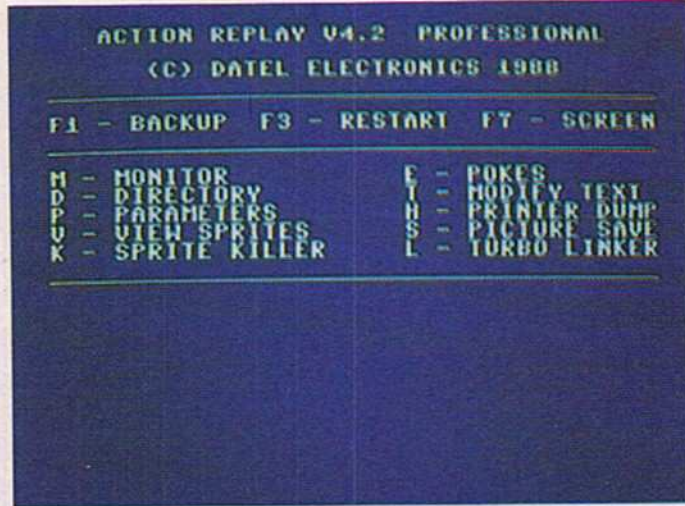 ACTION REPLAY V4.2 PROFESSIONAL
(C) DATEL ELECTRONICS 1988
F1 - BACKUP F3 - RESTART F7 - SCREEN
M - MONITOR E - POKES
D - DIRECTORY T - MODIFY TEXT
P - PARAMETERS H - PRINTER DUMP
V - VIEW SPRITES S - PICTURE SAVE
K - SPRITE KILLER L - TURBO LINKER